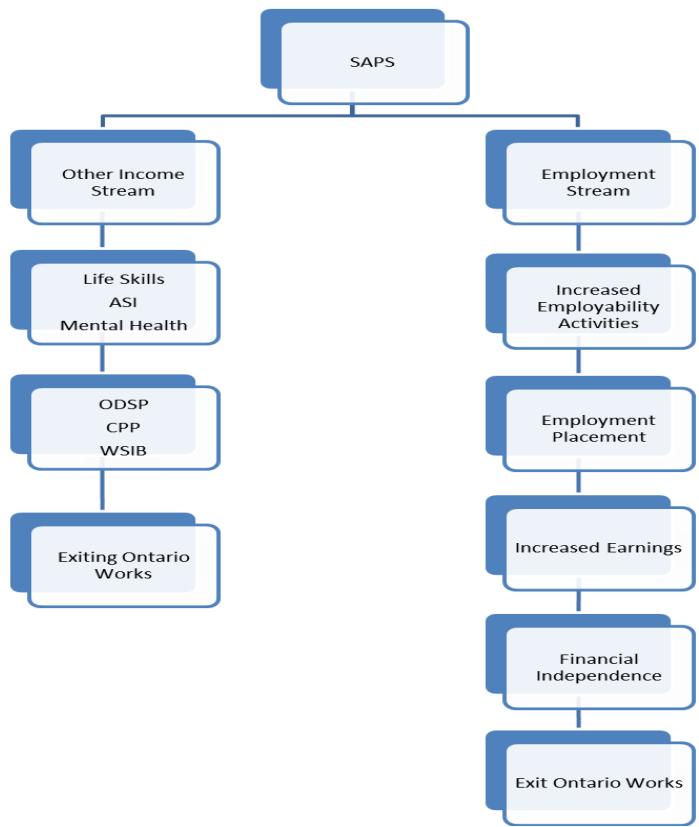 SAPS
Other Income
Stream
Life Skills
ASI
Mental Health
ODSP
CPP
WSIB
Exiting Ontario
Works
Employment
Stream
Increased
Employability
Activities
Employment
Placement
Increased Earnings
Financial
Independence
Exit Ontario Works